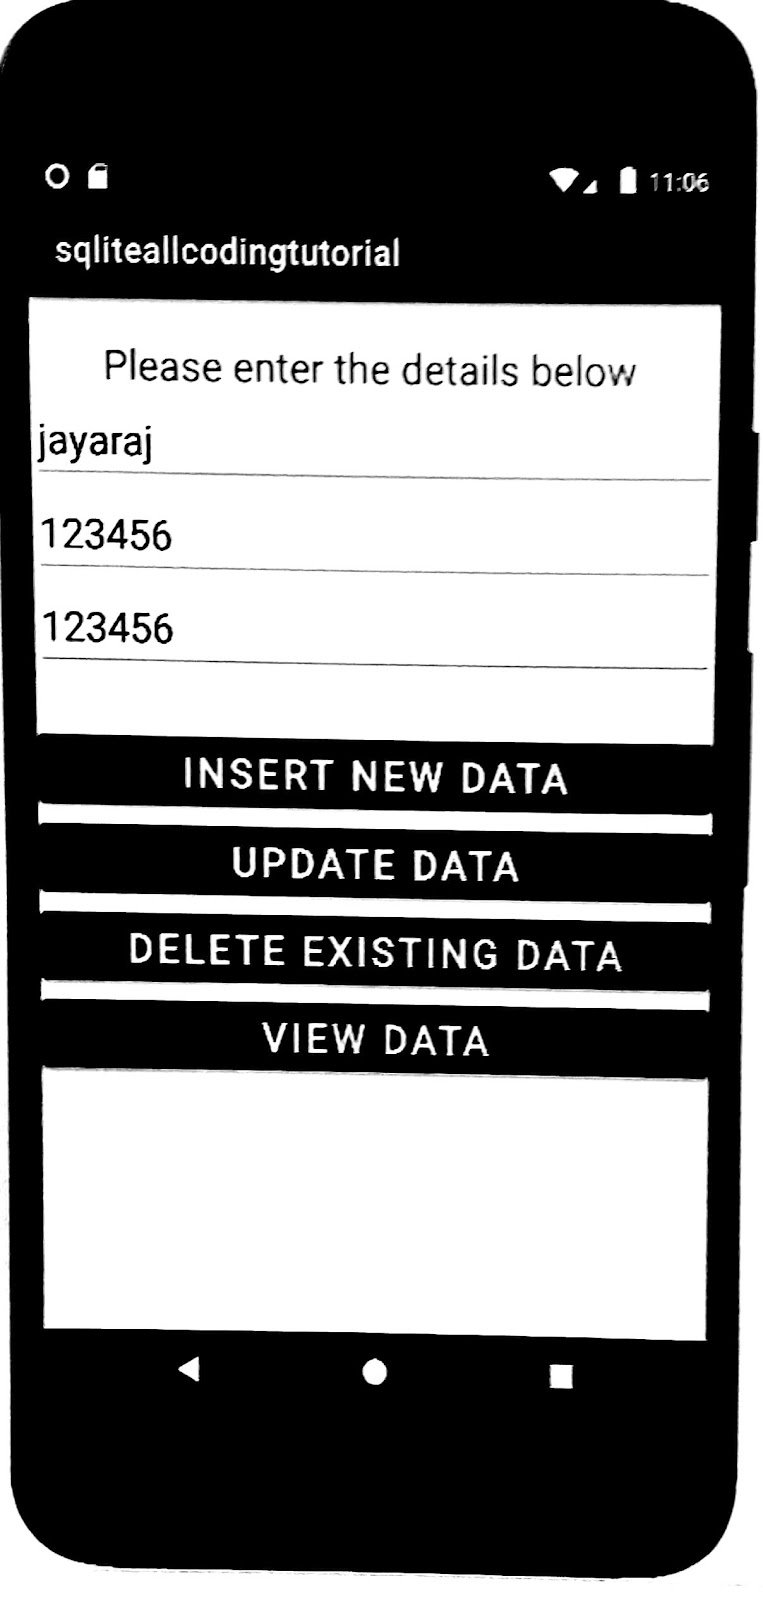 11:06
sqliteallcodingtutorial
Please enter the details below
jayaraj
123456
123456
INSERT NEW DATA
UPDATE DATA
DELETE EXISTING DATA
VIEW DATA